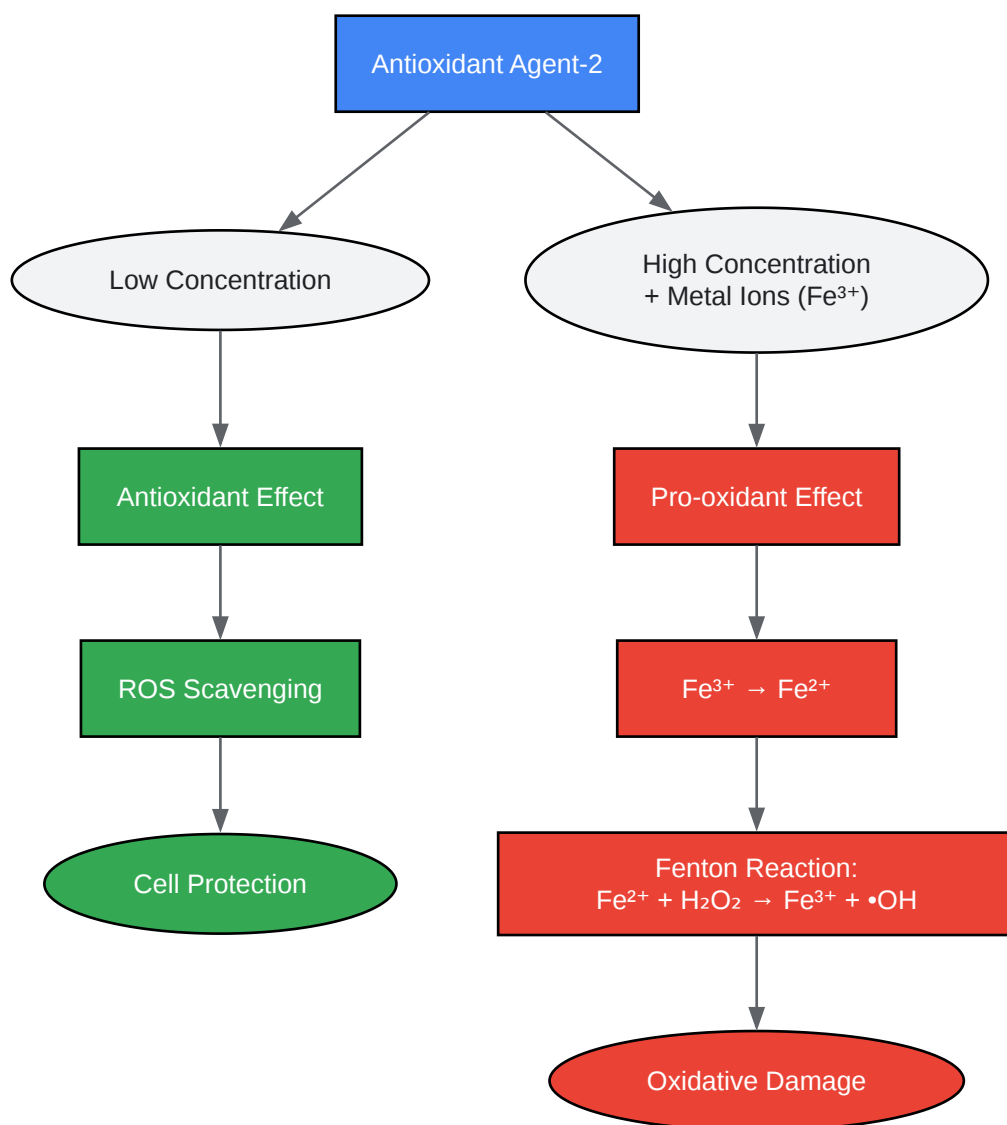 Antioxidant Agent-2
Low Concentration
High Concentration
+ Metal Ions (Fe³⁺)
Antioxidant Effect
Pro-oxidant Effect
ROS Scavenging
Fe³⁺ → Fe²⁺
Cell Protection
Fenton Reaction:
Fe²⁺ + H₂O₂ → Fe³⁺ + •OH
Oxidative Damage